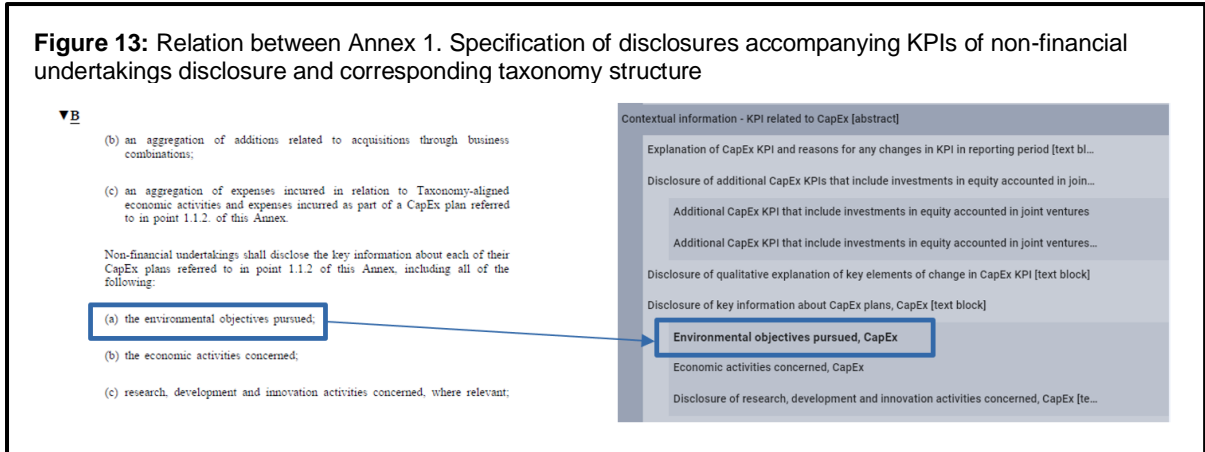 Figure 13: Relation between Annex 1. Specification of disclosures accompanying KPIs of non-financial
undertakings disclosure and corresponding taxonomy structure
▼B
(b) an aggregation of additions related to acquisitions through business
combinations;
(c) an aggregation of expenses incurred in relation to Taxonomy-aligned
economic activities and expenses incurred as part of a CapEx plan referred
to in point 1.1.2. of this Annex.
Non-financial undertakings shall disclose the key information about each of their
CapEx plans referred to in point 1.1.2 of this Annex, including all of the
following:
(a) the environmental objectives pursued;
(b) the economic activities concerned;
(c) research, development and innovation activities concerned, where relevant;
Contextual information - KPI related to CapEx [abstract]
Explanation of CapEx KPI and reasons for any changes in KPI in reporting period [text bl...
Disclosure of additional CapEx KPIs that include investments in equity accounted in join...
Additional CapEx KPI that include investments in equity accounted in joint ventures
Additional CapEx KPI that include investments in equity accounted in joint ventures...
Disclosure of qualitative explanation of key elements of change in CapEx KPI [text block]
Disclosure of key information about CapEx plans, CapEx [text block]
Environmental objectives pursued, CapEx
Economic activities concerned, CapEx
Disclosure of research, development and innovation activities concerned, CapEx [te...